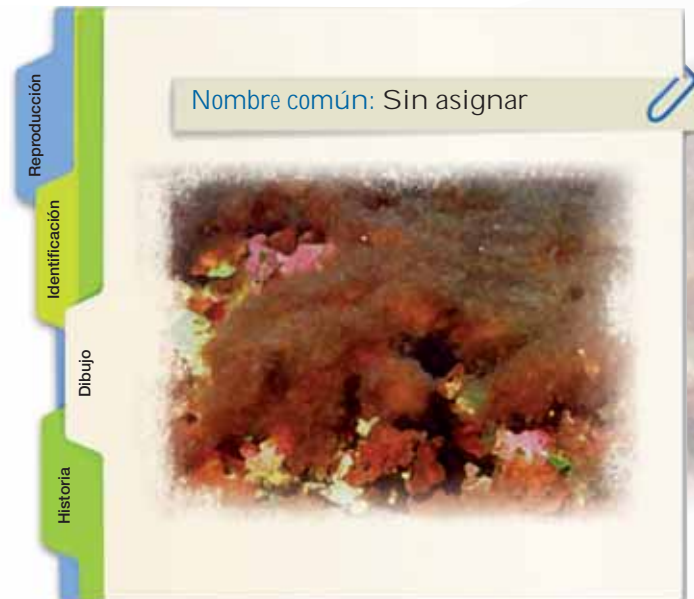 Reproducción
Identificación
Dibujo
Historia
Nombre común: Sin asignar